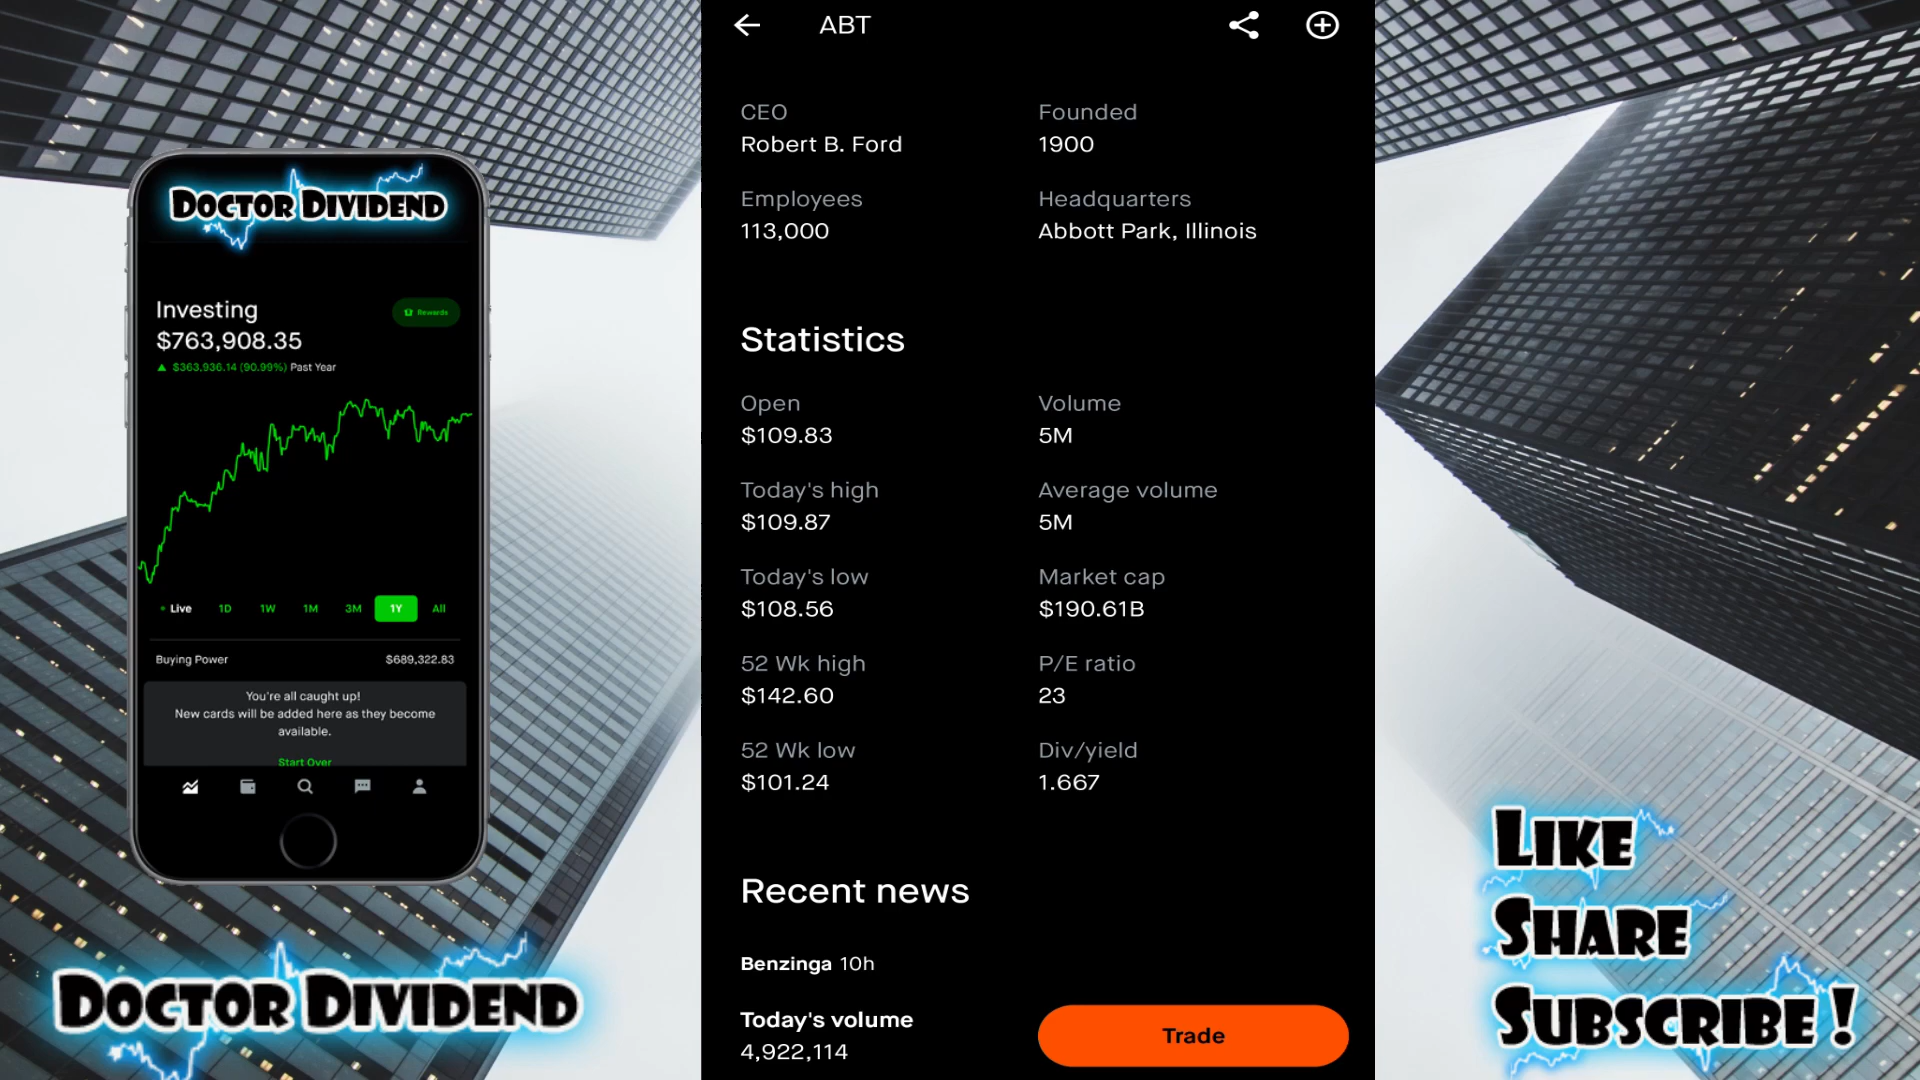 DOCTOR DIVIDEND
Investing
$763,908.35
Rewards
$363,936.14 (90.99%) Past Year
Live 1D 1W 1M 3M 1Y All
Buying Power $689,322.83
You're all caught up!
New cards will be added here as they become
available.
Start Over
DOCTOR DIVIDEND
ABT
CEO Founded
Robert B. Ford 1900
Employees Headquarters
113,000 Abbott Park, Illinois
Statistics
Open Volume
$109.83 5M
Today's high Average volume
$109.87 5M
Today's low Market cap
$108.56 $190.61B
52 Wk high P/E ratio
$142.60 23
52 Wk low Div/yield
$101.24 1.667
Recent news
Benzinga 10h
Today's volume
4,922,114
Trade
LIKE
SHARE
SUBSCRIBE !